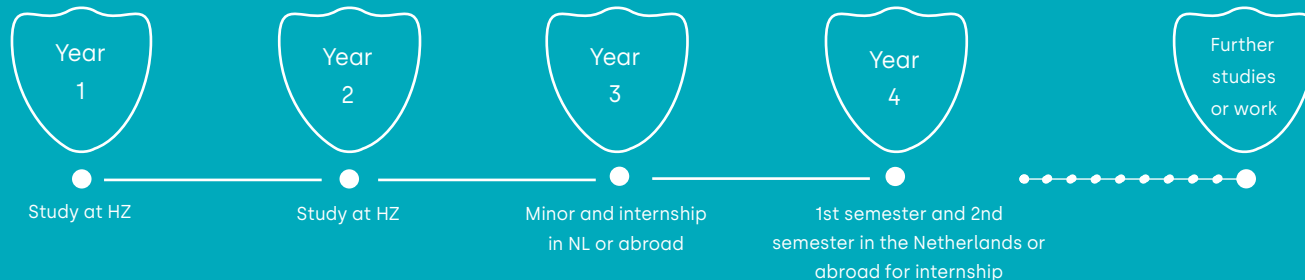 Year
1
Year
2
Year
3
Year
4
Further
studies
or work
Study at HZ
Study at HZ
Minor and internship
in NL or abroad
1st semester and 2nd
semester in the Netherlands or
abroad for internship